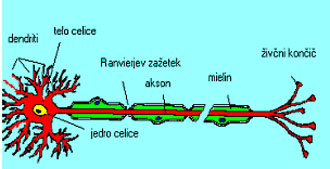 dendriti
telo celice
Ranvierjev zažetek
akson
mielin
živčni končič
jedro celice